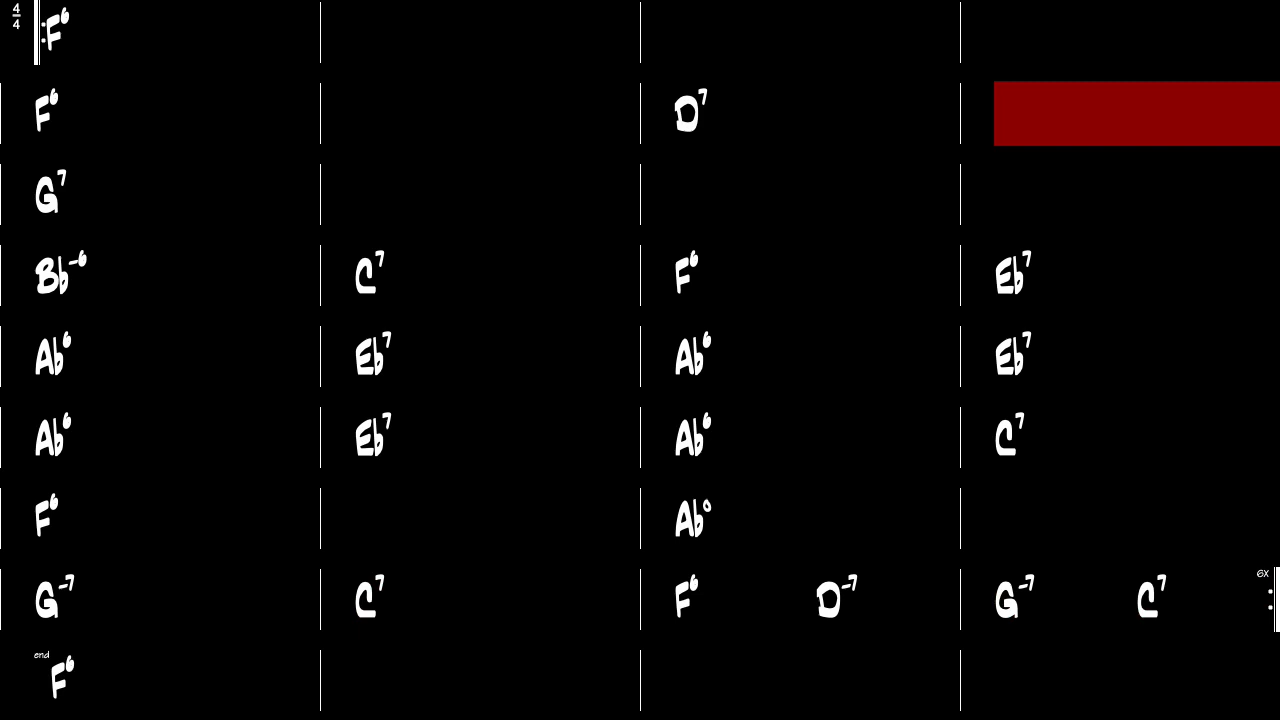 4/4 F6
F6 D7
G7
Bb-6 C7 F6 Eb7
Ab6 Eb7 Ab6 Eb7
Ab6 Eb7 Ab6 C7
F6 Abo
G-7 C7 F6 D-7 G-7 C7 6x
end F6